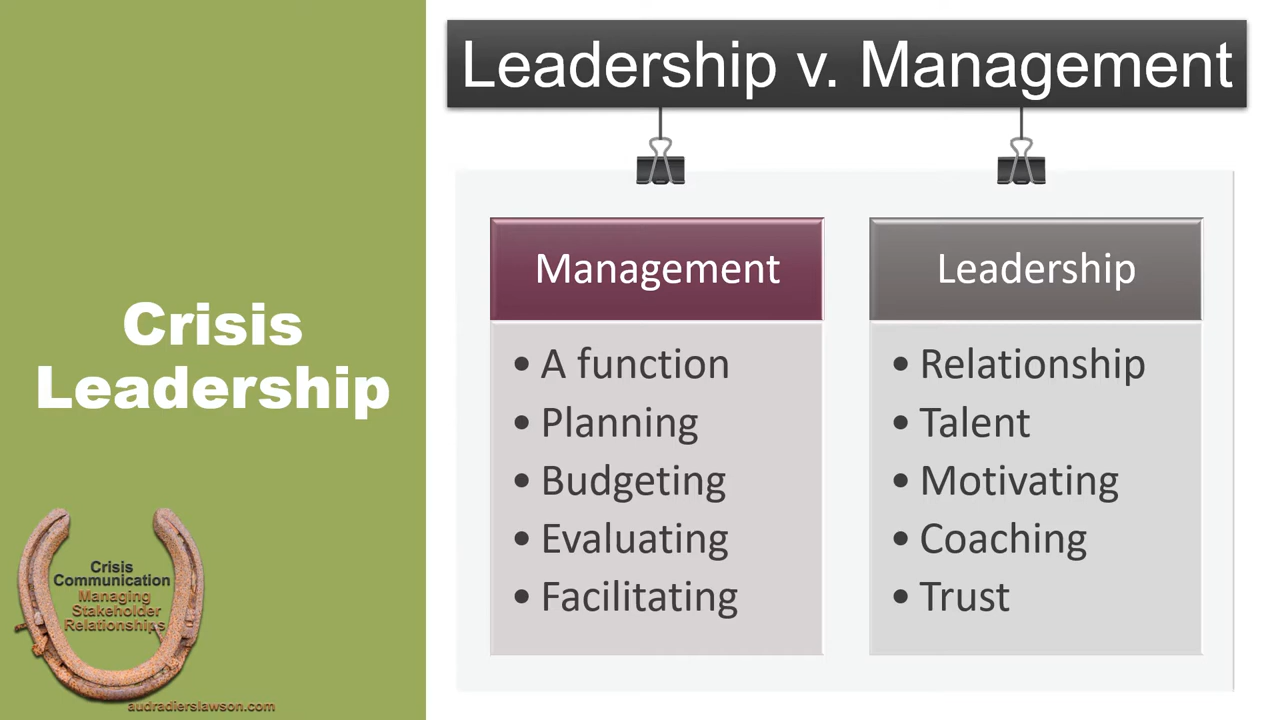 Leadership v. Management
Crisis
Leadership
Management
• A function
• Planning
• Budgeting
• Evaluating
• Facilitating
Leadership
• Relationship
• Talent
• Motivating
• Coaching
• Trust
Crisis
Communication
Managing
Stakeholder
Relationships
audradierslawson.com